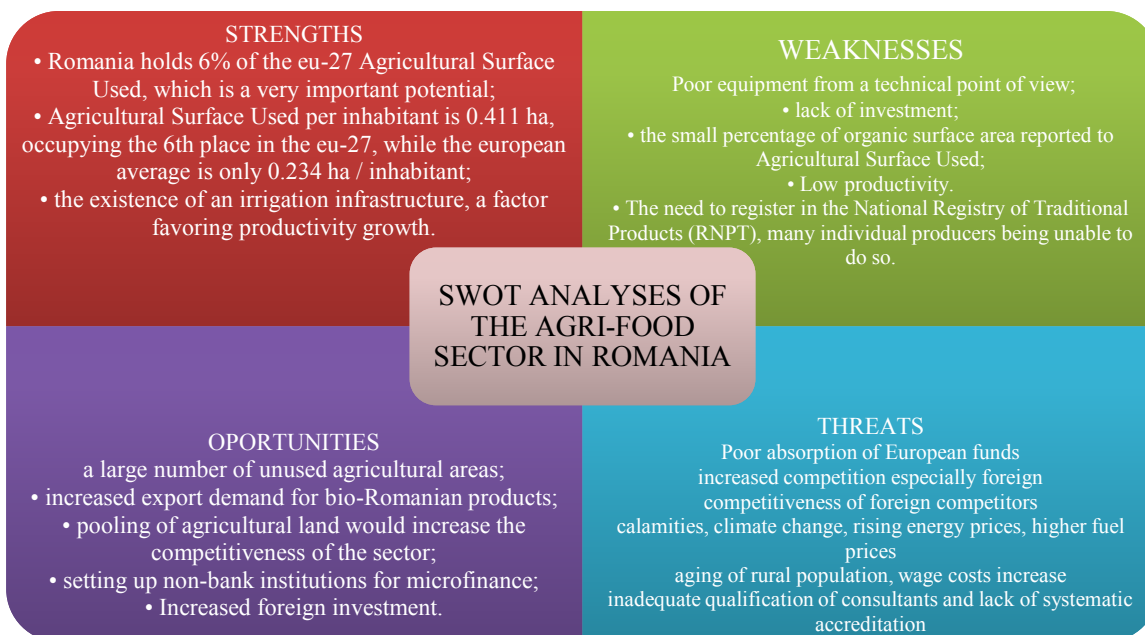 STRENGTHS
• Romania holds 6% of the eu-27 Agricultural Surface
Used, which is a very important potential;
• Agricultural Surface Used per inhabitant is 0.411 ha,
occupying the 6th place in the eu-27, while the european
average is only 0.234 ha / inhabitant;
• the existence of an irrigation infrastructure, a factor
favoring productivity growth.
WEAKNESSES
Poor equipment from a technical point of view;
• lack of investment;
• the small percentage of organic surface area reported to
Agricultural Surface Used;
• Low productivity.
• The need to register in the National Registry of Traditional
Products (RNPT), many individual producers being unable to
do so.
SWOT ANALYSES OF
THE AGRI-FOOD
SECTOR IN ROMANIA
OPORTUNITIES
a large number of unused agricultural areas;
• increased export demand for bio-Romanian products;
• pooling of agricultural land would increase the
competitiveness of the sector;
• setting up non-bank institutions for microfinance;
• Increased foreign investment.
THREATS
Poor absorption of European funds
increased competition especially foreign
competitiveness of foreign competitors
calamities, climate change, rising energy prices, higher fuel
prices
aging of rural population, wage costs increase
inadequate qualification of consultants and lack of systematic
accreditation